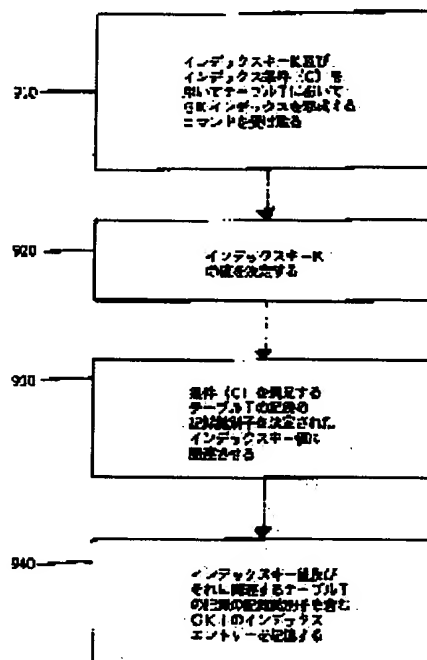 910
インデックスキーK及び
インデックス条件 (C) を
用いてテーブルTにおいて
GKインデックスを形成する
コマンドを受け取る
920
インデックスキーK
の値を決定する
930
条件 (C) を満足する
テーブルTの記録の
記録識別子を決定された
インデックスキー値に
関連させる
940
インデックスキー値及び
それに関連するテーブルT
の記録の記録識別子を含む
GKIのインデックス
エントリーを記憶する